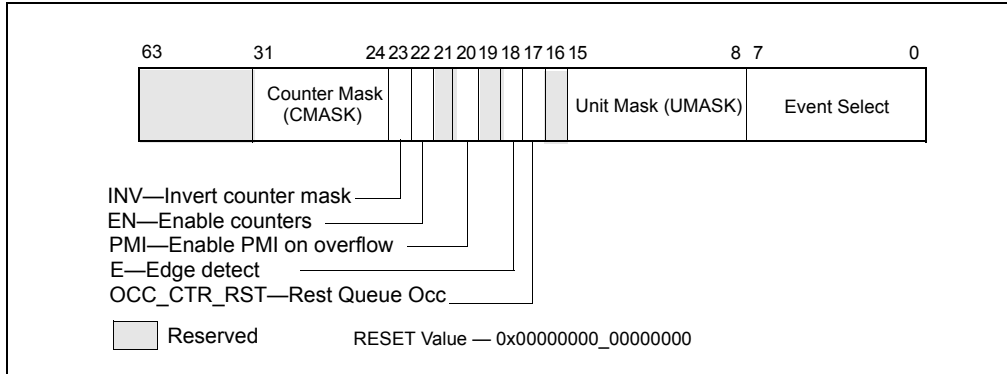 63 31 24 23 22 21 20 19 18 17 16 15 8 7 0
Counter Mask
(CMASK)
Unit Mask (UMASK)
Event Select
INV—Invert counter mask
EN—Enable counters
PMI—Enable PMI on overflow
E—Edge detect
OCC_CTR_RST—Rest Queue Occ
Reserved
RESET Value — 0x00000000_00000000